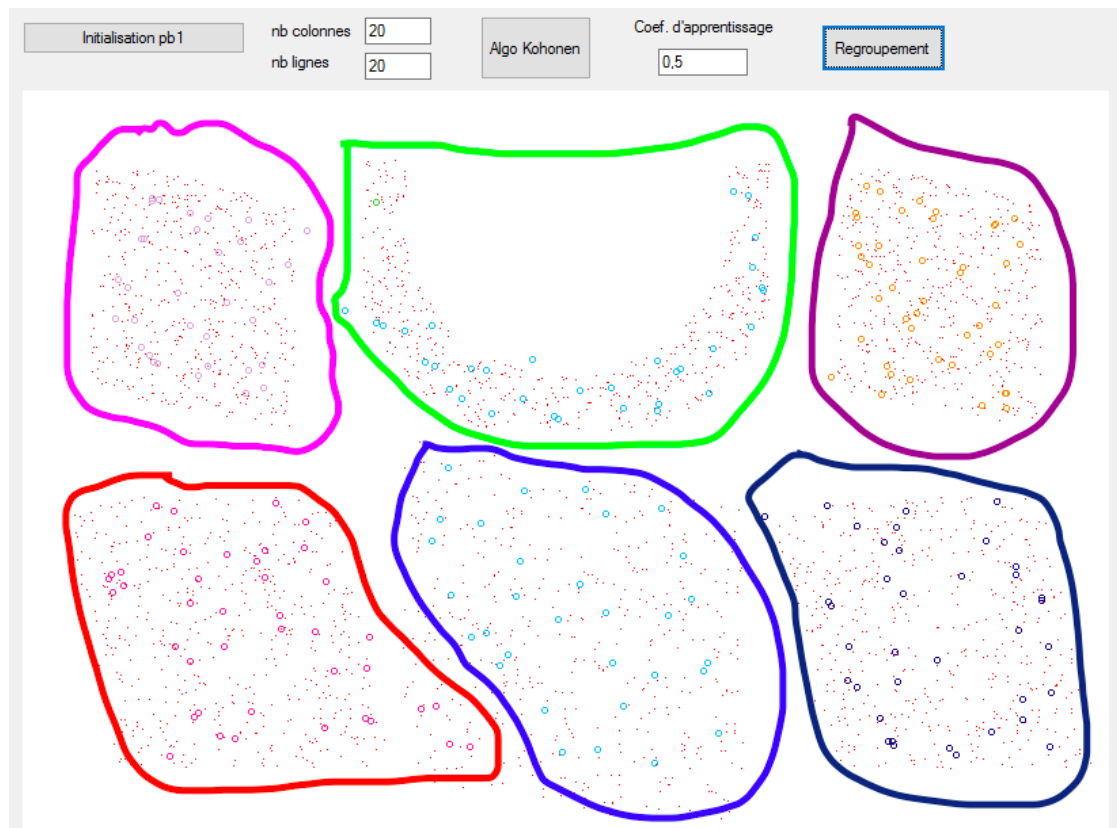 Initialisation pb1
nb colonnes 20
nb lignes 20
Algo Kohonen
Coef. d'apprentissage
0,5
Regroupement